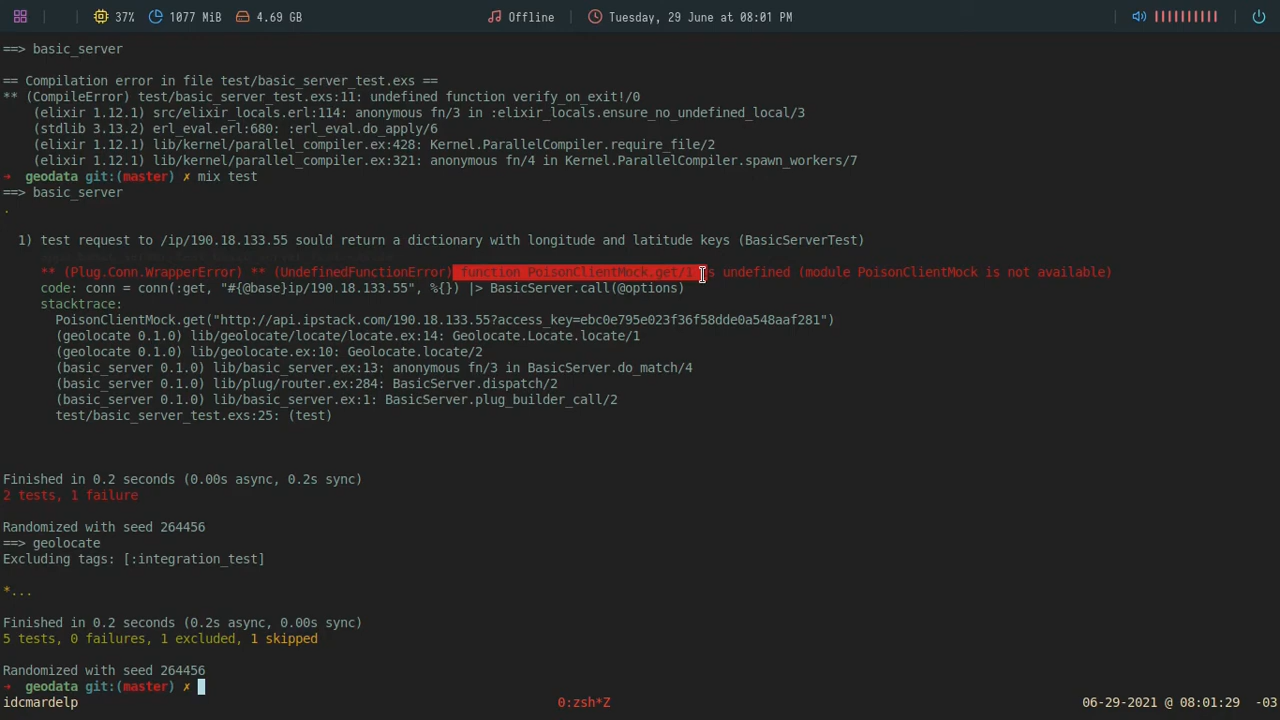 37% 1077 MiB 4.69 GB Offline Tuesday, 29 June at 08:01 PM
==> basic_server
== Compilation error in file test/basic_server_test.exs ==
** (CompileError) test/basic_server_test.exs:11: undefined function verify_on_exit!/0
(elixir 1.12.1) src/elixir_locals.erl:114: anonymous fn/3 in :elixir_locals.ensure_no_undefined_local/3
(stdlib 3.13.2) erl_eval.erl:680: :erl_eval.do_apply/6
(elixir 1.12.1) lib/kernel/parallel_compiler.ex:428: Kernel.ParallelCompiler.require_file/2
(elixir 1.12.1) lib/kernel/parallel_compiler.ex:321: anonymous fn/4 in Kernel.ParallelCompiler.spawn_workers/7
→ geodata git:(master) ✗ mix test
==> basic_server
.
1) test request to /ip/190.18.133.55 sould return a dictionary with longitude and latitude keys (BasicServerTest)
** (Plug.Conn.WrapperError) ** (UndefinedFunctionError) function PoisonClientMock.get/1 is undefined (module PoisonClientMock is not available)
code: conn = conn(:get, "#{@base}ip/190.18.133.55", %{}) |> BasicServer.call(@options)
stacktrace:
PoisonClientMock.get("http://api.ipstack.com/190.18.133.55?access_key=ebc0e795e023f36f58dde0a548aaf281")
(geolocate 0.1.0) lib/geolocate/locate/locate.ex:14: Geolocate.Locate.locate/1
(geolocate 0.1.0) lib/geolocate.ex:10: Geolocate.locate/2
(basic_server 0.1.0) lib/basic_server.ex:13: anonymous fn/3 in BasicServer.do_match/4
(basic_server 0.1.0) lib/plug/router.ex:284: BasicServer.dispatch/2
(basic_server 0.1.0) lib/basic_server.ex:1: BasicServer.plug_builder_call/2
test/basic_server_test.exs:25: (test)
Finished in 0.2 seconds (0.00s async, 0.2s sync)
2 tests, 1 failure
Randomized with seed 264456
==> geolocate
Excluding tags: [:integration_test]
*...
Finished in 0.2 seconds (0.2s async, 0.00s sync)
5 tests, 0 failures, 1 excluded, 1 skipped
Randomized with seed 264456
→ geodata git:(master) ✗
idcmardelp 0:zsh*Z 06-29-2021 @ 08:01:29 -03